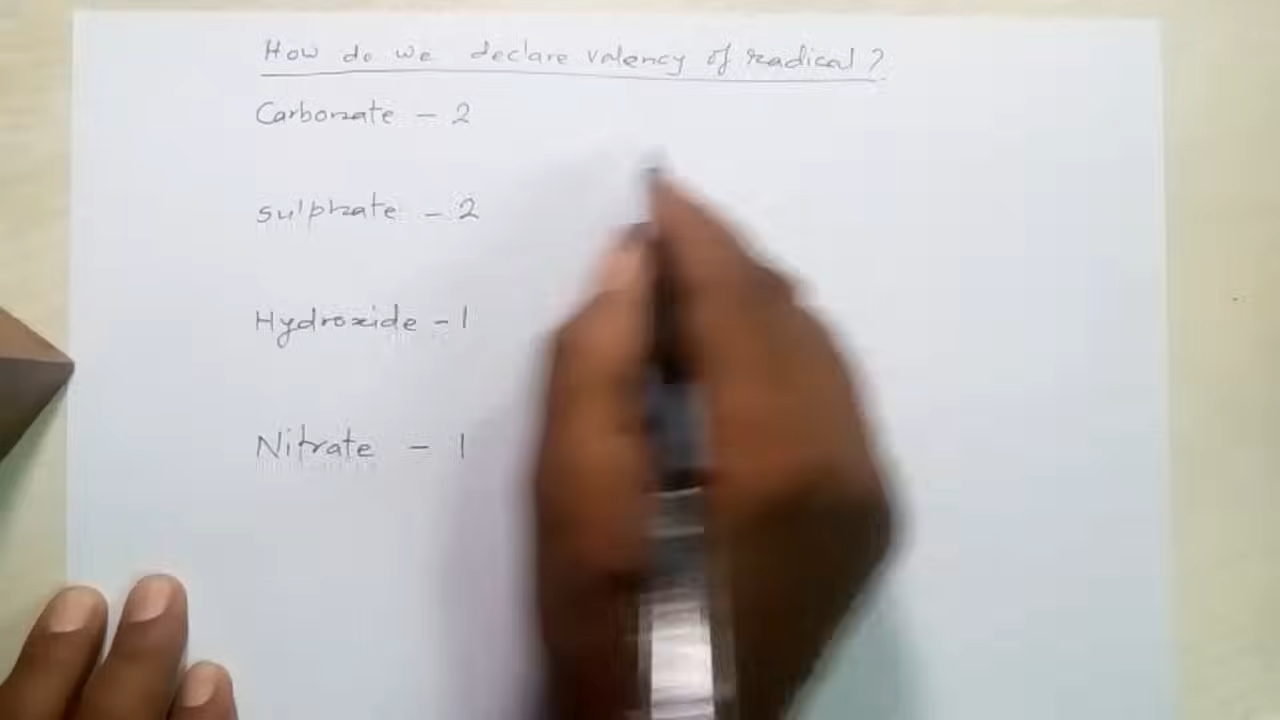 How do we declare valency of radical?
Carbonate - 2
Sulphate - 2
Hydroxide - 1
Nitrate - 1